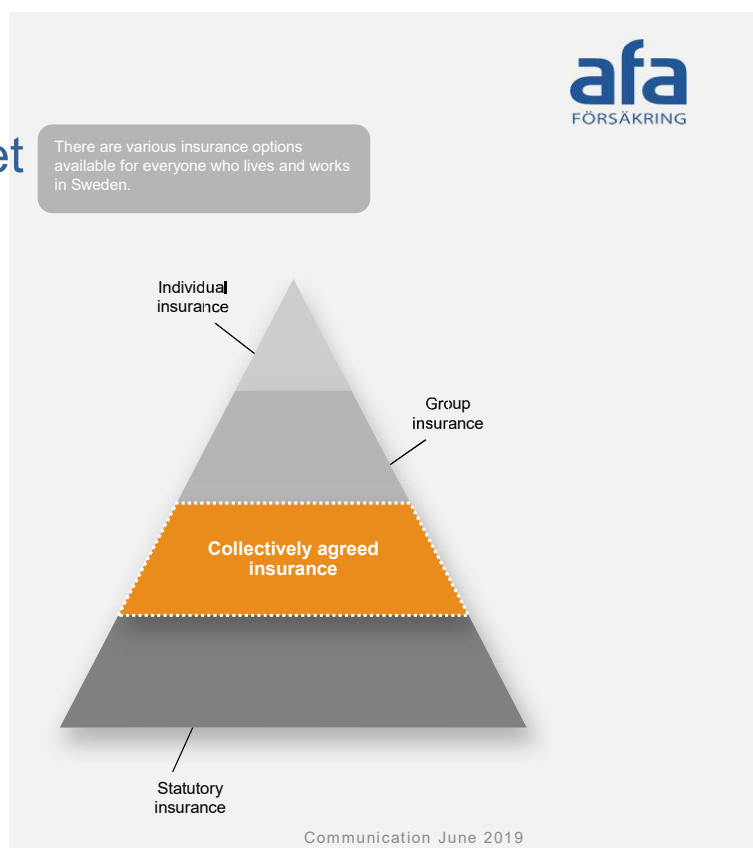 afa
FÖRSÄKRING
et
There are various insurance options
available for everyone who lives and works
in Sweden.
Individual
insurance
Group
insurance
Collectively agreed
insurance
Statutory
insurance
Communication June 2019